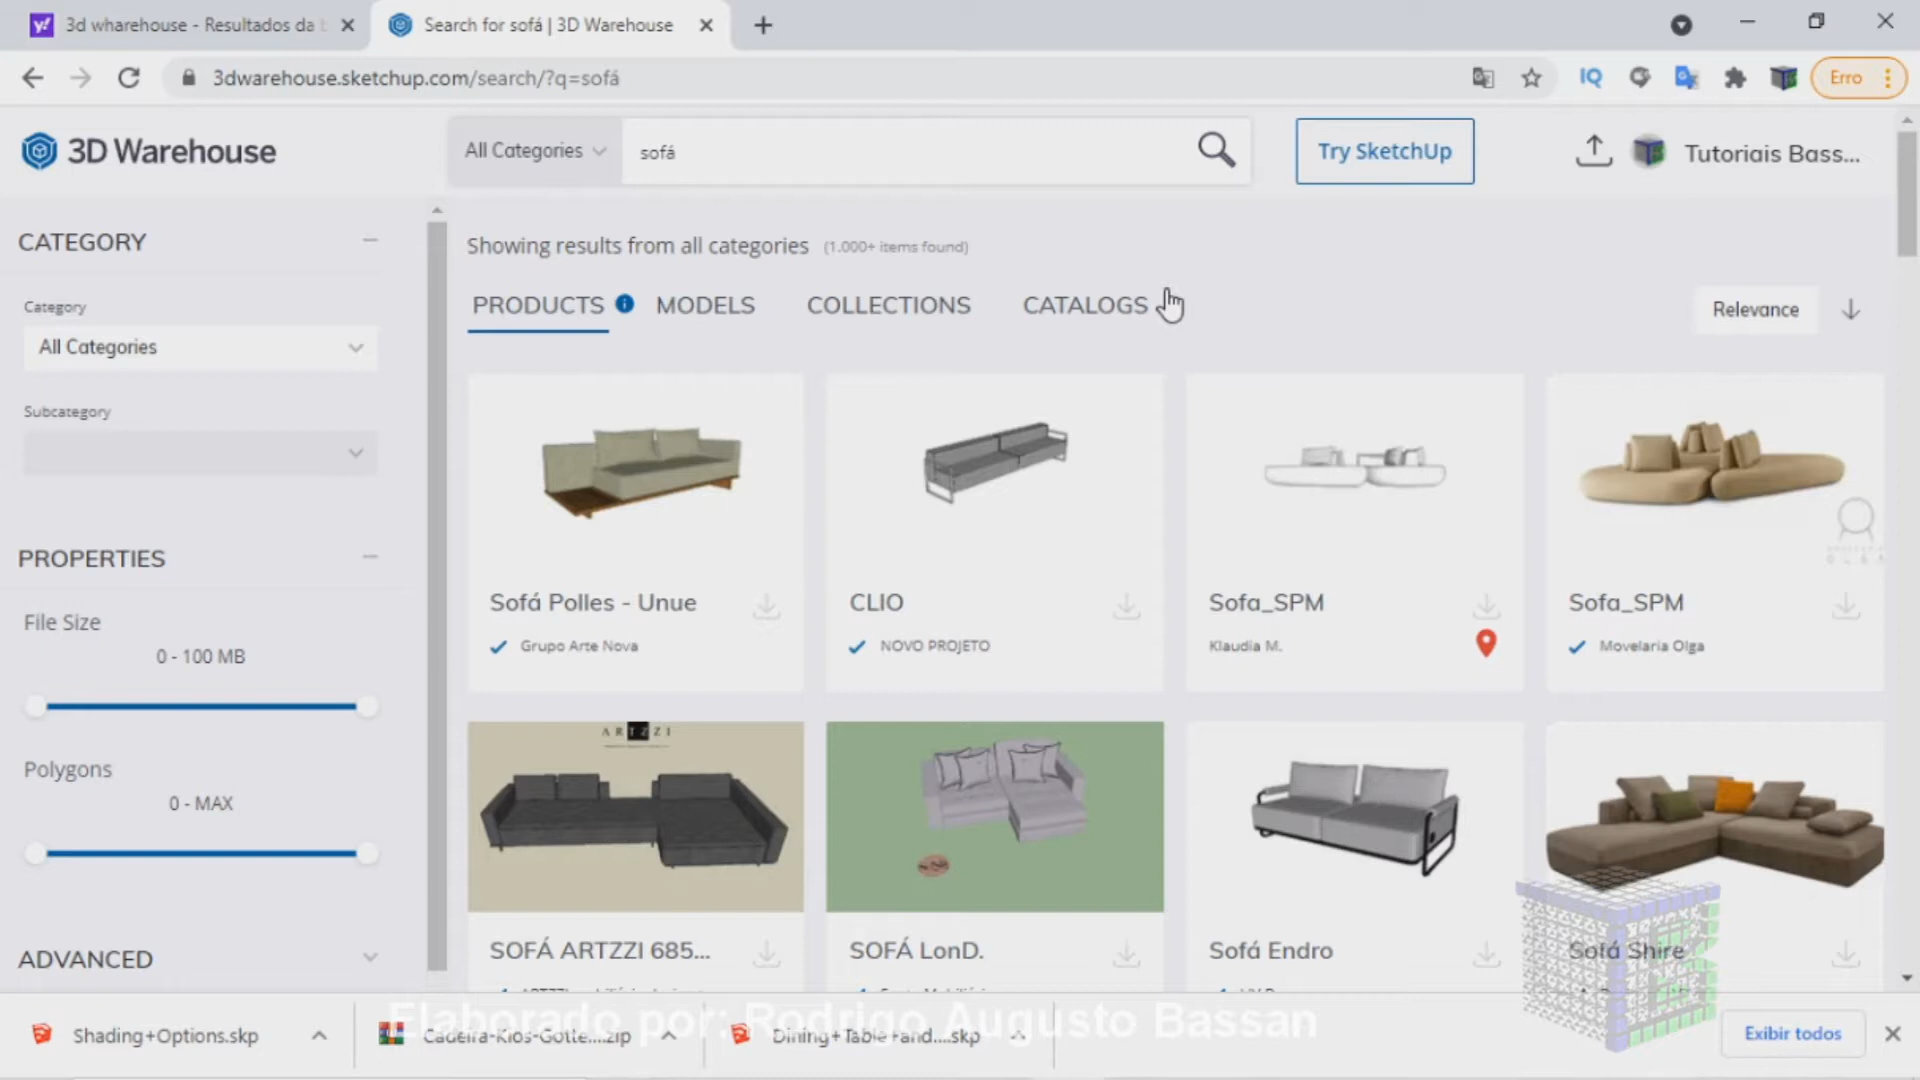 3d wharehouse - Resultados da b
Search for sofá | 3D Warehouse
3dwarehouse.sketchup.com/search/?q=sofá
IQ
Erro
3D Warehouse
All Categories
sofá
Try SketchUp
Tutoriais Bass...
CATEGORY
Category
All Categories
Subcategory
PROPERTIES
File Size
0 - 100 MB
Polygons
0 - MAX
ADVANCED
Showing results from all categories (1.000+ items found)
PRODUCTS MODELS COLLECTIONS CATALOGS
Relevance
Sofá Polles - Unue
Grupo Arte Nova
CLIO
NOVO PROJETO
Sofa_SPM
Klaudia M.
Sofa_SPM
Movelaria Olga
ARTZZI
SOFÁ ARTZZI 685...
SOFÁ LonD.
Sofá Endro
Sofá Shire
Elaborado por: Rodrigo Augusto Bassan
Shading+Options.skp
Cadeira-Kios-Gotte....zip
Dining+Table+and....skp
Exibir todos